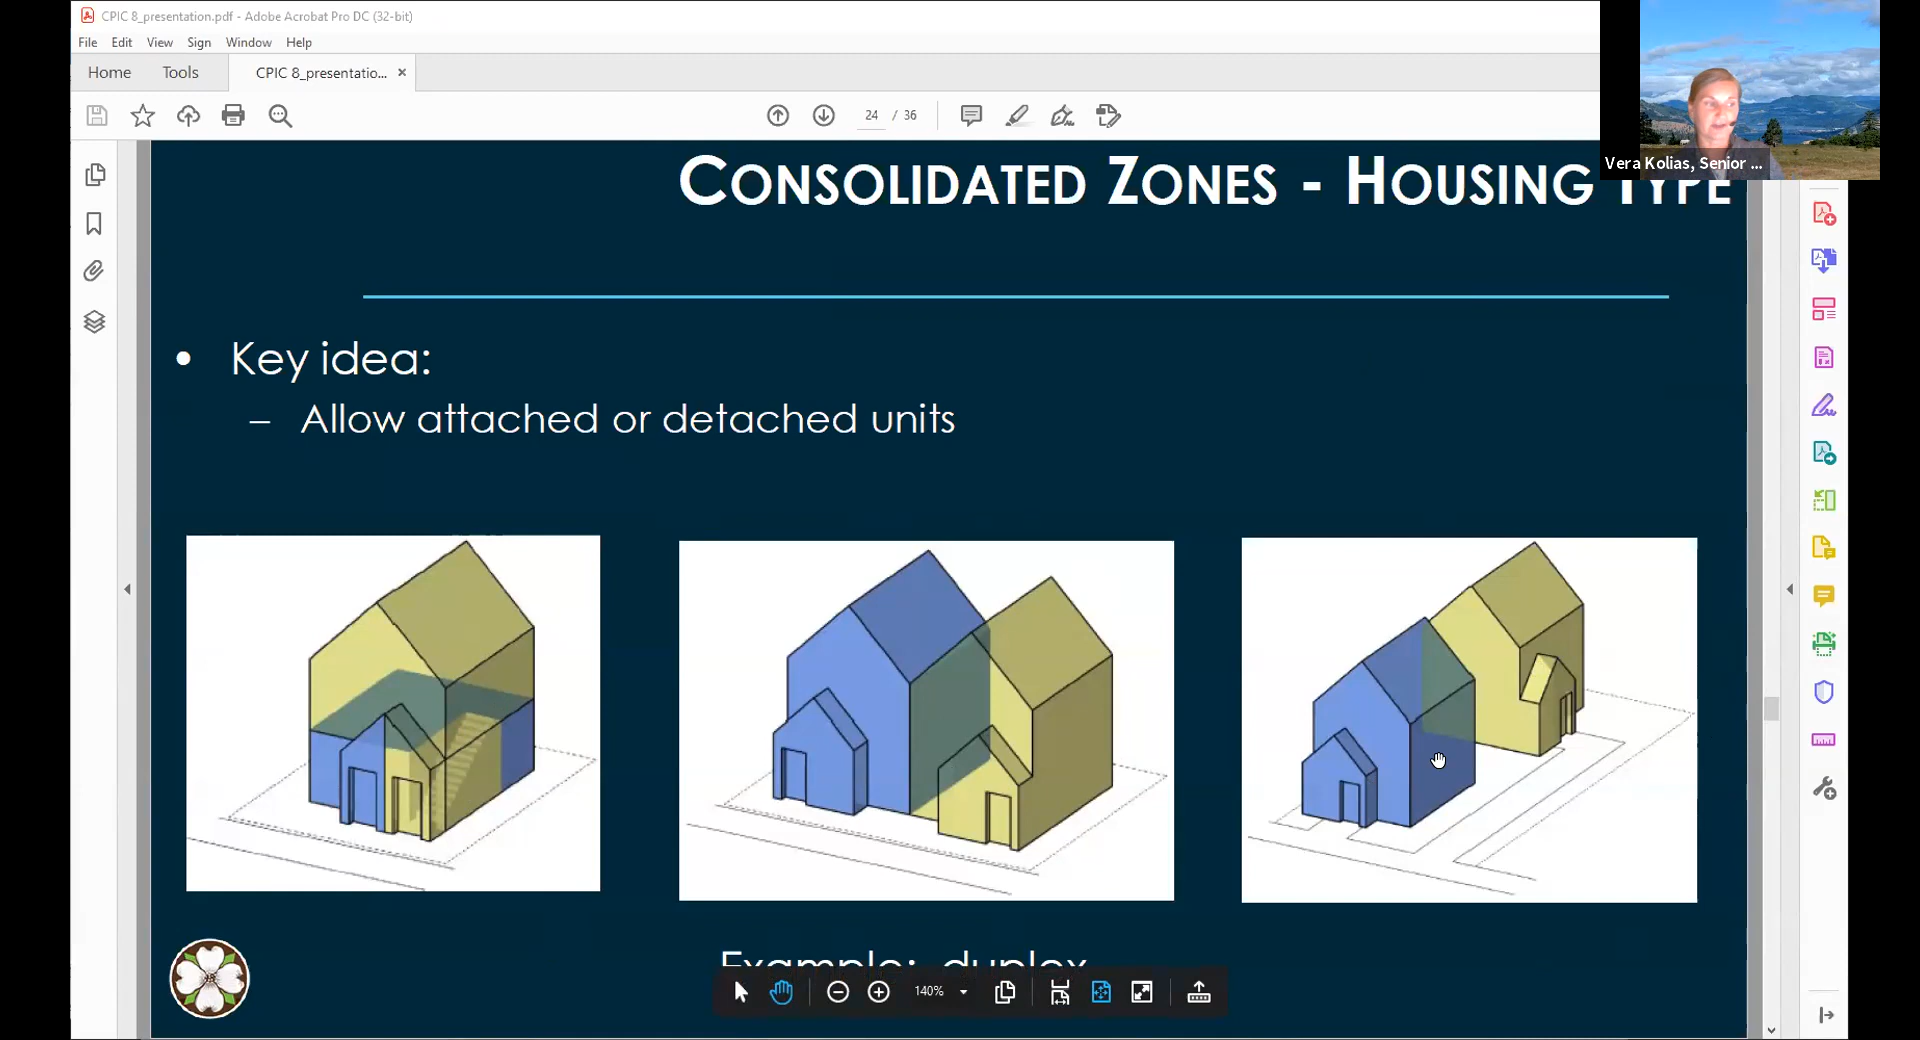 CPIC 8_presentation.pdf - Adobe Acrobat Pro DC (32-bit)
File Edit View Sign Window Help
Home Tools CPIC 8_presentatio... ×
24 / 36
Vera Kolias, Senior ...
CONSOLIDATED ZONES - HOUSING TYPE
• Key idea:
– Allow attached or detached units
Example: duplex
140%